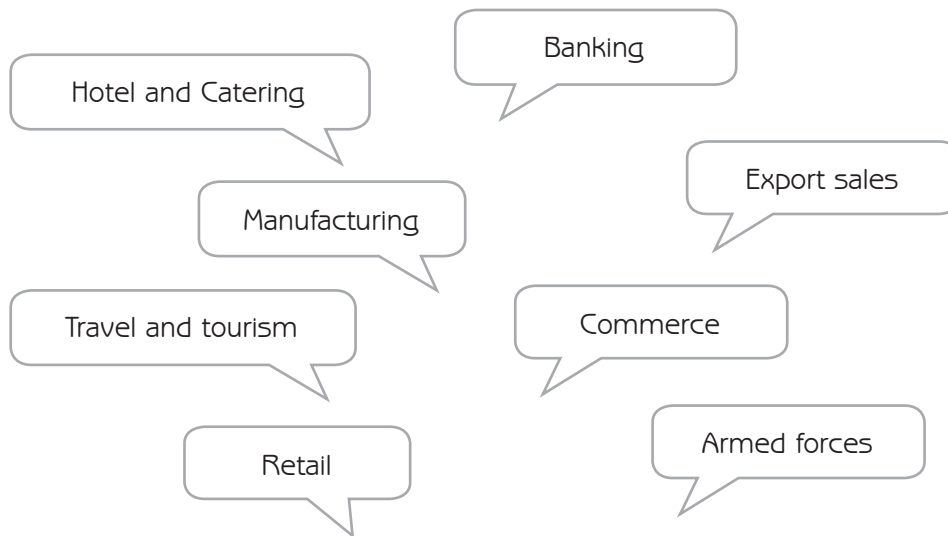 Banking
Hotel and Catering
Export sales
Manufacturing
Travel and tourism
Commerce
Armed forces
Retail